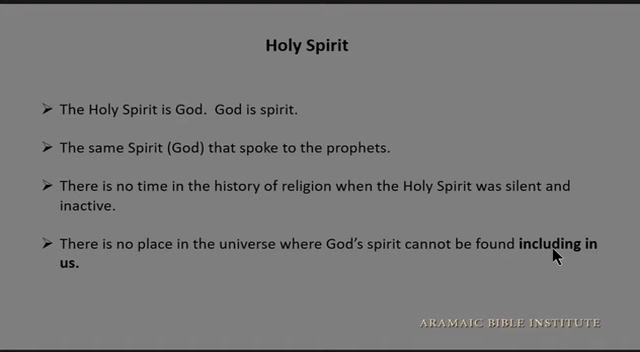 Holy Spirit
➢ The Holy Spirit is God.  God is spirit.
➢ The same Spirit (God) that spoke to the prophets.
➢ There is no time in the history of religion when the Holy Spirit was silent and
inactive.
➢ There is no place in the universe where God's spirit cannot be found including in
us.
ARAMAIC BIBLE INSTITUTE